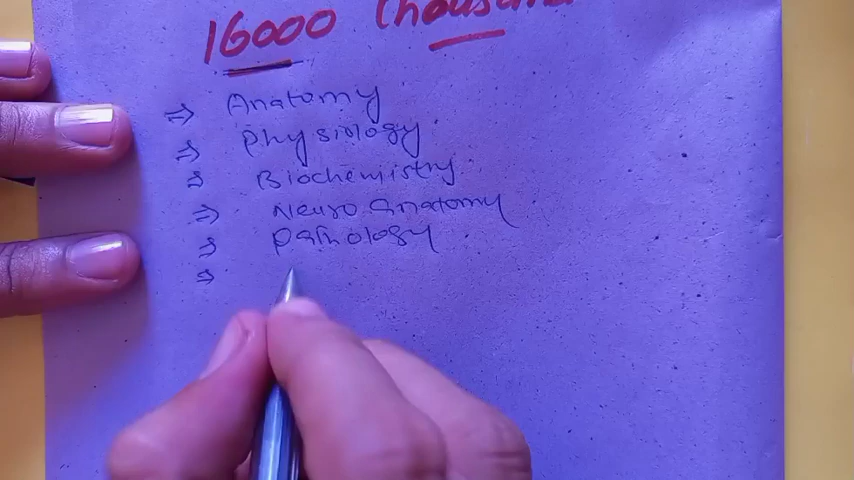 16000 Thousand
⇒ Anatomy
⇒ Physiology
⇒ Biochemistry
⇒ Neuro Anatomy
⇒ Pathology
⇒